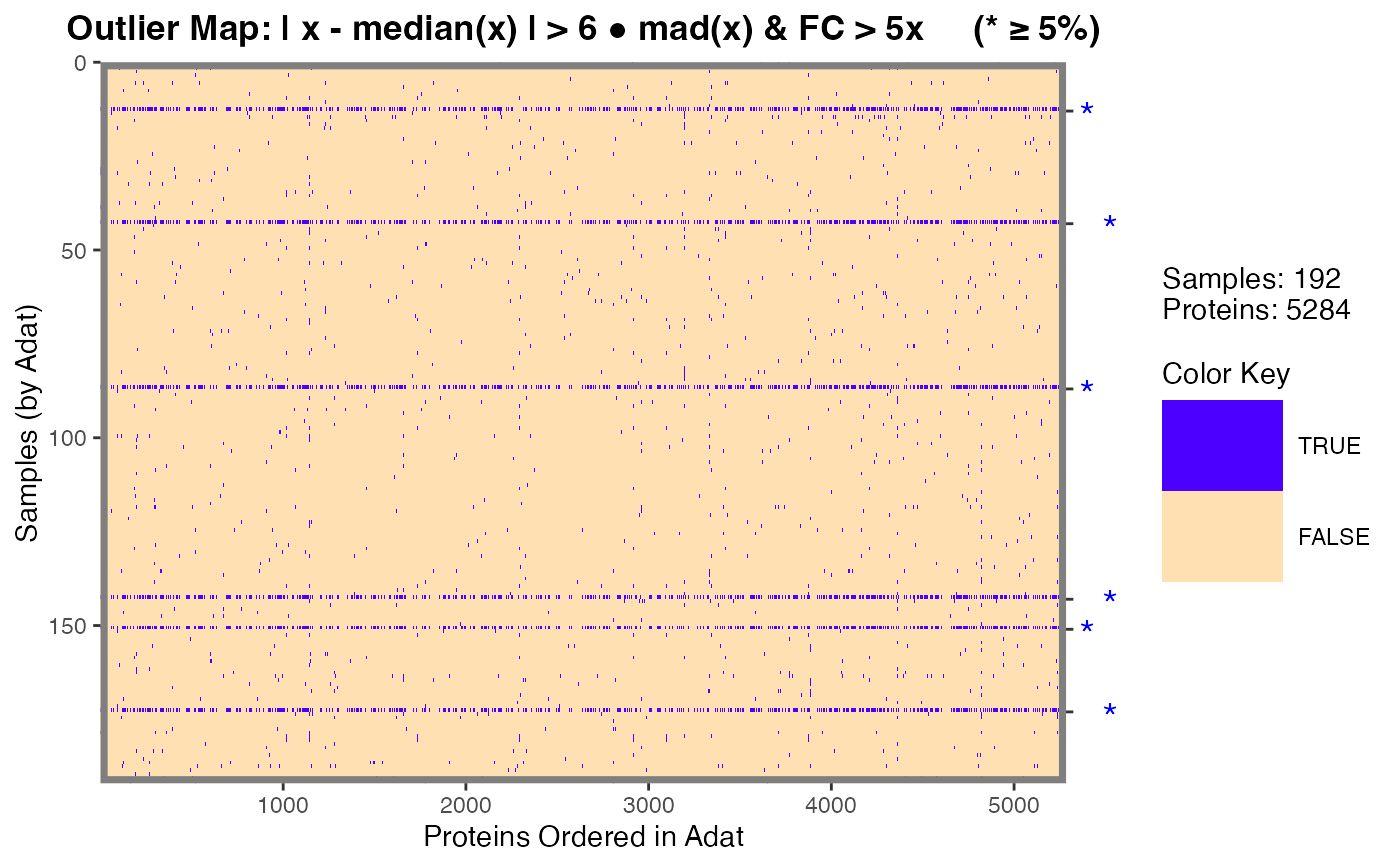 Outlier Map: | x - median(x) | > 6 ● mad(x) & FC > 5x (* ≥ 5%)
0
50
100
150
Samples (by Adat)
*
*
*
*
*
*
1000 2000 3000 4000 5000
Proteins Ordered in Adat
Samples: 192
Proteins: 5284
Color Key
TRUE
FALSE